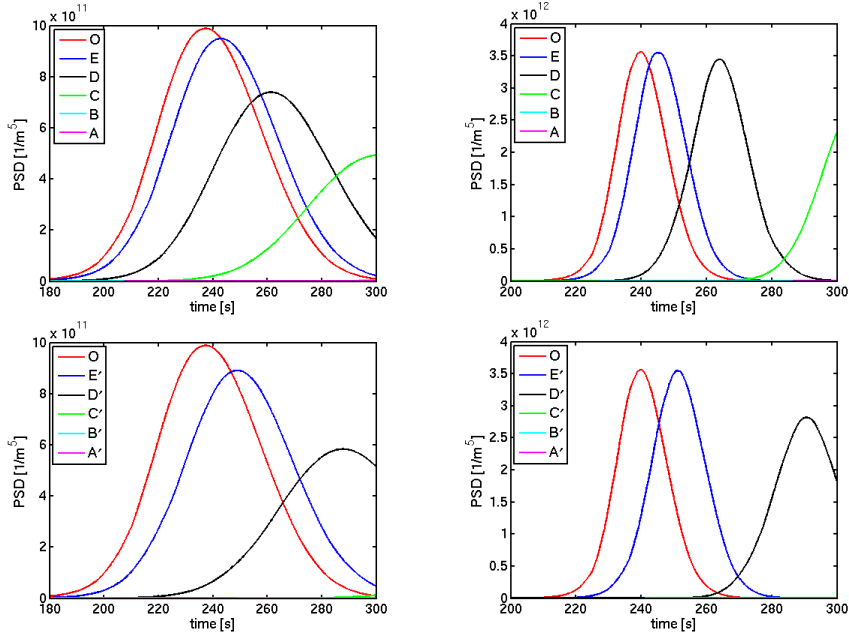 x 10^11
PSD [1/m^5]
10
8
6
4
2
0
O
E
D
C
B
A
180 200 220 240 260 280 300
time [s]
x 10^12
PSD [1/m^5]
4
3.5
3
2.5
2
1.5
1
0.5
0
O
E
D
C
B
A
200 220 240 260 280 300
time [s]
x 10^11
PSD [1/m^5]
10
8
6
4
2
0
O
E′
D′
C′
B′
A′
180 200 220 240 260 280 300
time [s]
x 10^12
PSD [1/m^5]
4
3.5
3
2.5
2
1.5
1
0.5
0
O
E′
D′
C′
B′
A′
200 220 240 260 280 300
time [s]